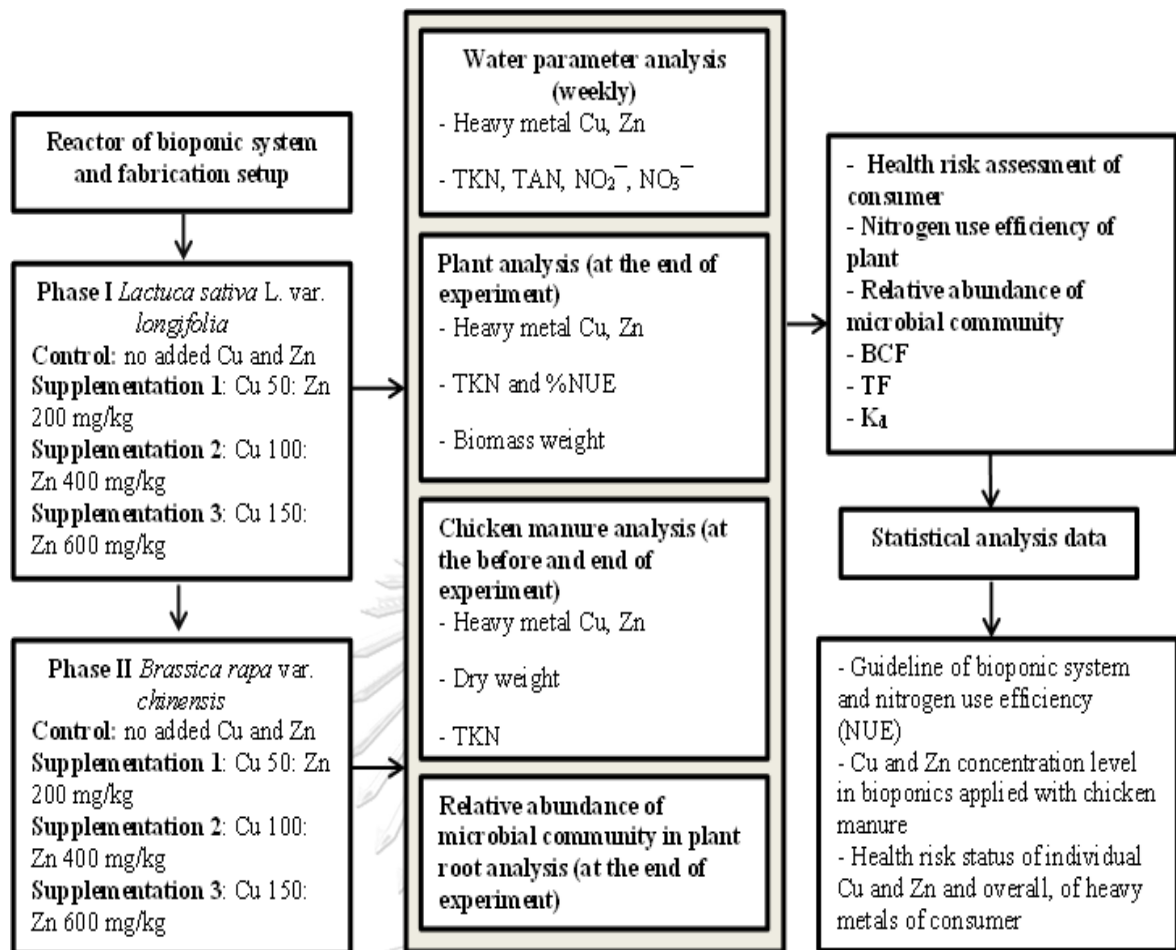 Reactor of bioponic system
and fabrication setup
Phase I Lactuca sativa L. var.
longifolia
Control: no added Cu and Zn
Supplementation 1: Cu 50: Zn
200 mg/kg
Supplementation 2: Cu 100:
Zn 400 mg/kg
Supplementation 3: Cu 150:
Zn 600 mg/kg
Phase II Brassica rapa var.
chinensis
Control: no added Cu and Zn
Supplementation 1: Cu 50: Zn
200 mg/kg
Supplementation 2: Cu 100:
Zn 400 mg/kg
Supplementation 3: Cu 150:
Zn 600 mg/kg
Water parameter analysis
(weekly)
- Heavy metal Cu, Zn
- TKN, TAN, NO₂⁻, NO₃⁻
Plant analysis (at the end of
experiment)
- Heavy metal Cu, Zn
- TKN and %NUE
- Biomass weight
Chicken manure analysis (at
the before and end of
experiment)
- Heavy metal Cu, Zn
- Dry weight
- TKN
Relative abundance of
microbial community in plant
root analysis (at the end of
experiment)
- Health risk assessment of
consumer
- Nitrogen use efficiency of
plant
- Relative abundance of
microbial community
- BCF
- TF
- Kd
Statistical analysis data
- Guideline of bioponic system
and nitrogen use efficiency
(NUE)
- Cu and Zn concentration level
in bioponics applied with chicken
manure
- Health risk status of individual
Cu and Zn and overall, of heavy
metals of consumer